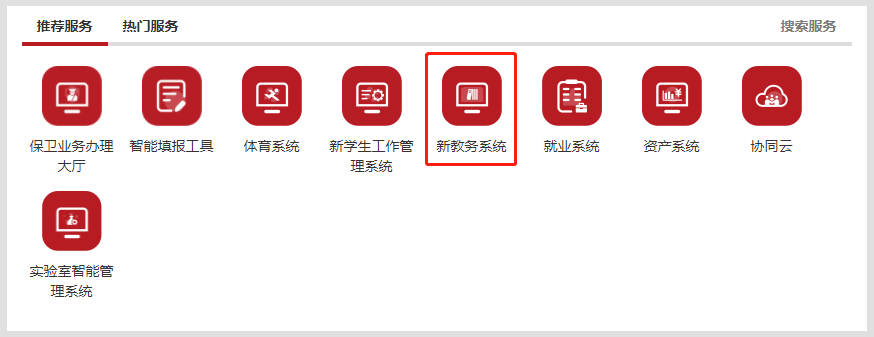 推荐服务 热门服务 搜索服务
保卫业务办理
大厅
智能填报工具
体育系统
新学生工作管
理系统
新教务系统
就业系统
资产系统
协同云
实验室智能管
理系统